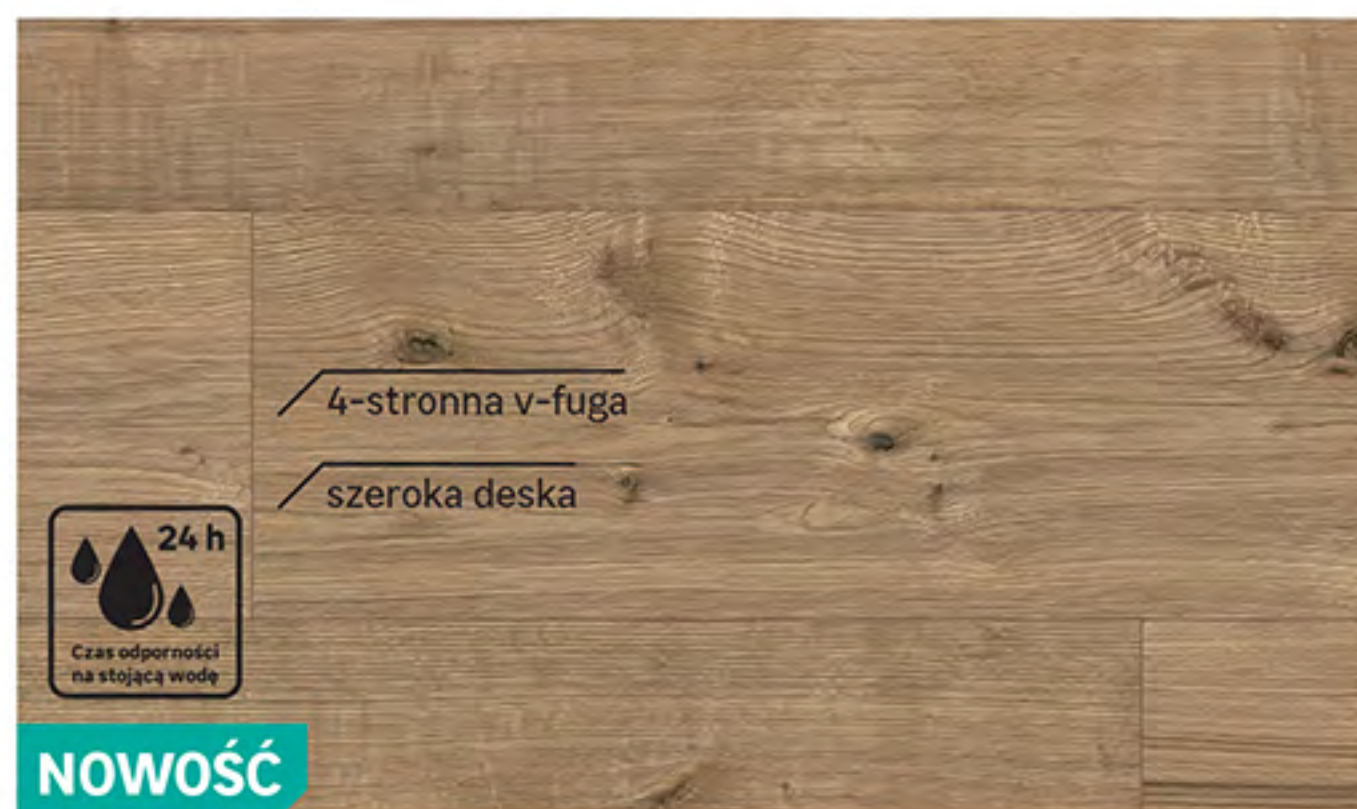 4-stronna v-fuga
szeroka deska
24 h
Czas odporności
na stojącą wodę
NOWOŚĆ